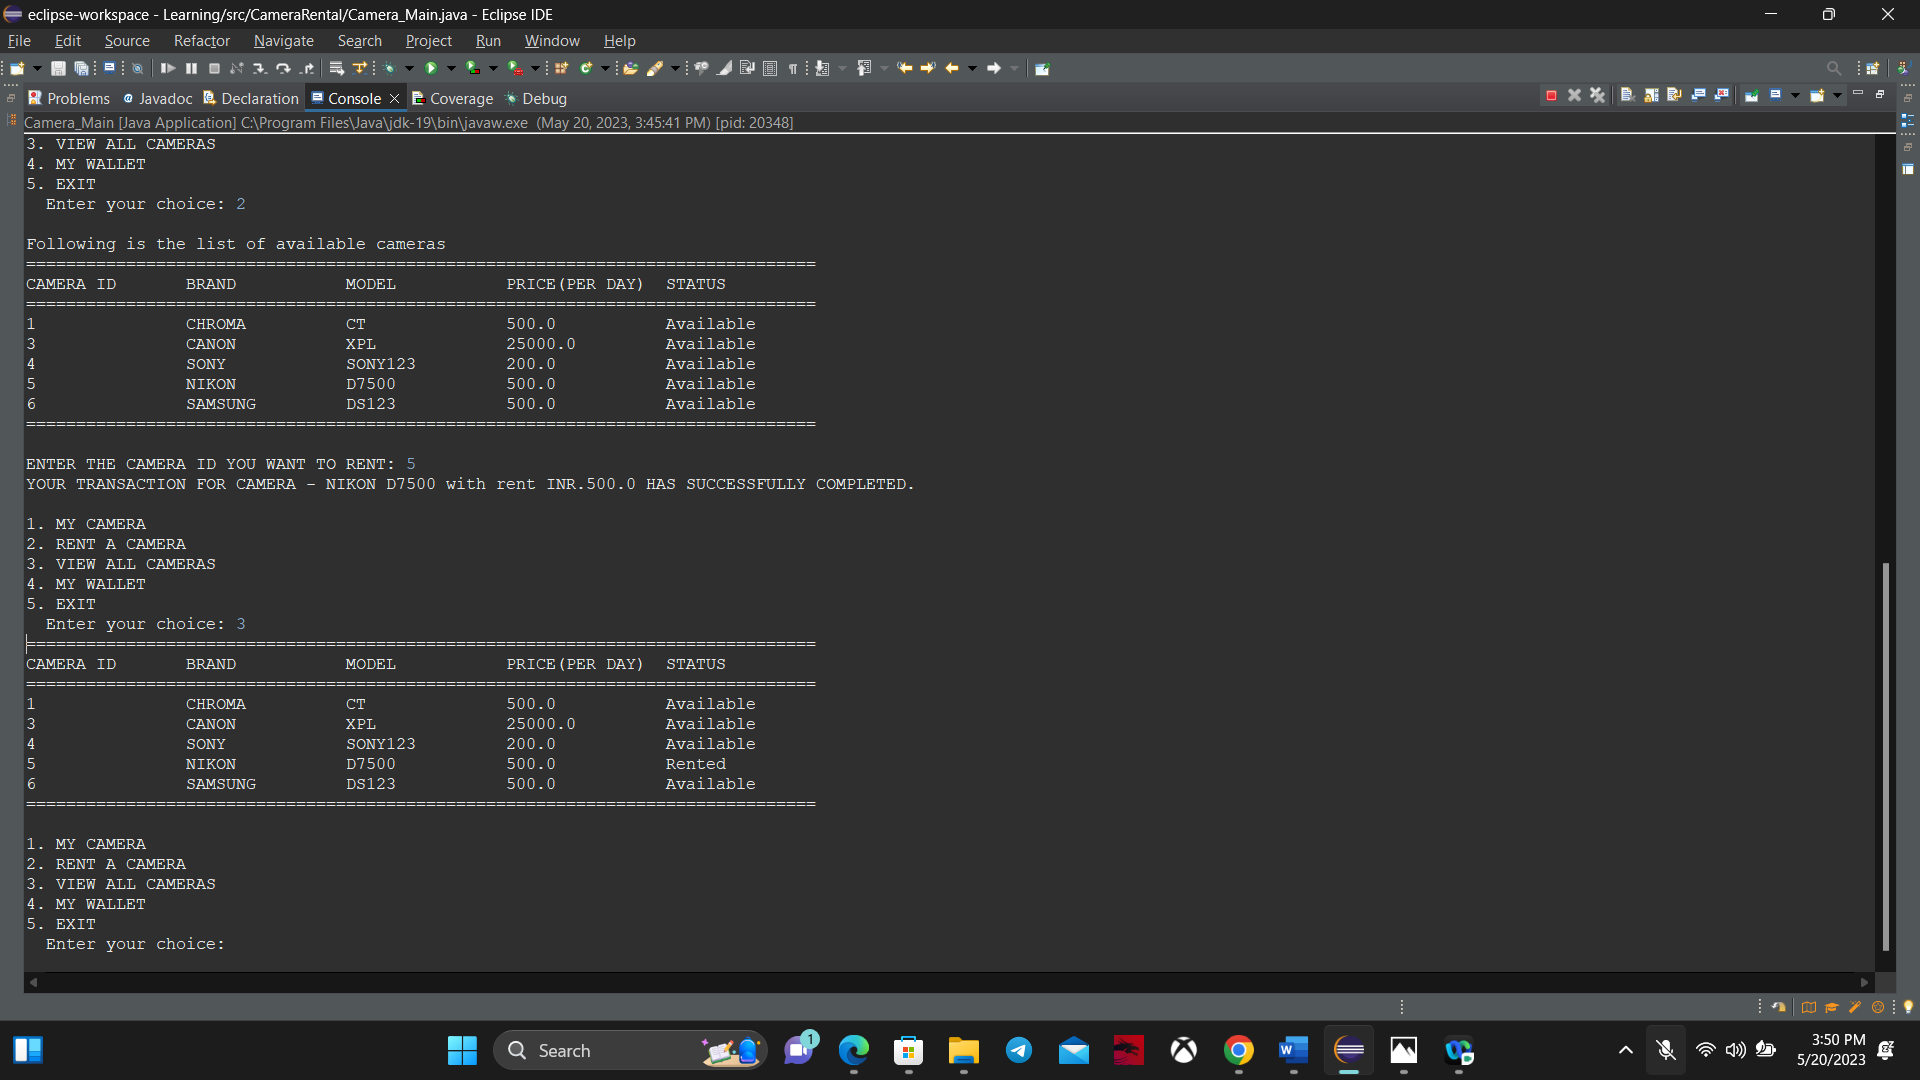 eclipse-workspace - Learning/src/CameraRental/Camera_Main.java - Eclipse IDE
File Edit Source Refactor Navigate Search Project Run Window Help
Problems Javadoc Declaration Console Coverage Debug
Camera_Main [Java Application] C:\Program Files\Java\jdk-19\bin\javaw.exe (May 20, 2023, 3:45:41 PM) [pid: 20348]
3. VIEW ALL CAMERAS
4. MY WALLET
5. EXIT
Enter your choice: 2
Following is the list of available cameras
===============================================================================
CAMERA ID BRAND MODEL PRICE(PER DAY) STATUS
===============================================================================
1 CHROMA CT 500.0 Available
3 CANON XPL 25000.0 Available
4 SONY SONY123 200.0 Available
5 NIKON D7500 500.0 Available
6 SAMSUNG DS123 500.0 Available
===============================================================================
ENTER THE CAMERA ID YOU WANT TO RENT: 5
YOUR TRANSACTION FOR CAMERA - NIKON D7500 with rent INR.500.0 HAS SUCCESSFULLY COMPLETED.
1. MY CAMERA
2. RENT A CAMERA
3. VIEW ALL CAMERAS
4. MY WALLET
5. EXIT
Enter your choice: 3
===============================================================================
CAMERA ID BRAND MODEL PRICE(PER DAY) STATUS
===============================================================================
1 CHROMA CT 500.0 Available
3 CANON XPL 25000.0 Available
4 SONY SONY123 200.0 Available
5 NIKON D7500 500.0 Rented
6 SAMSUNG DS123 500.0 Available
===============================================================================
1. MY CAMERA
2. RENT A CAMERA
3. VIEW ALL CAMERAS
4. MY WALLET
5. EXIT
Enter your choice:
Search
1
3:50 PM
5/20/2023